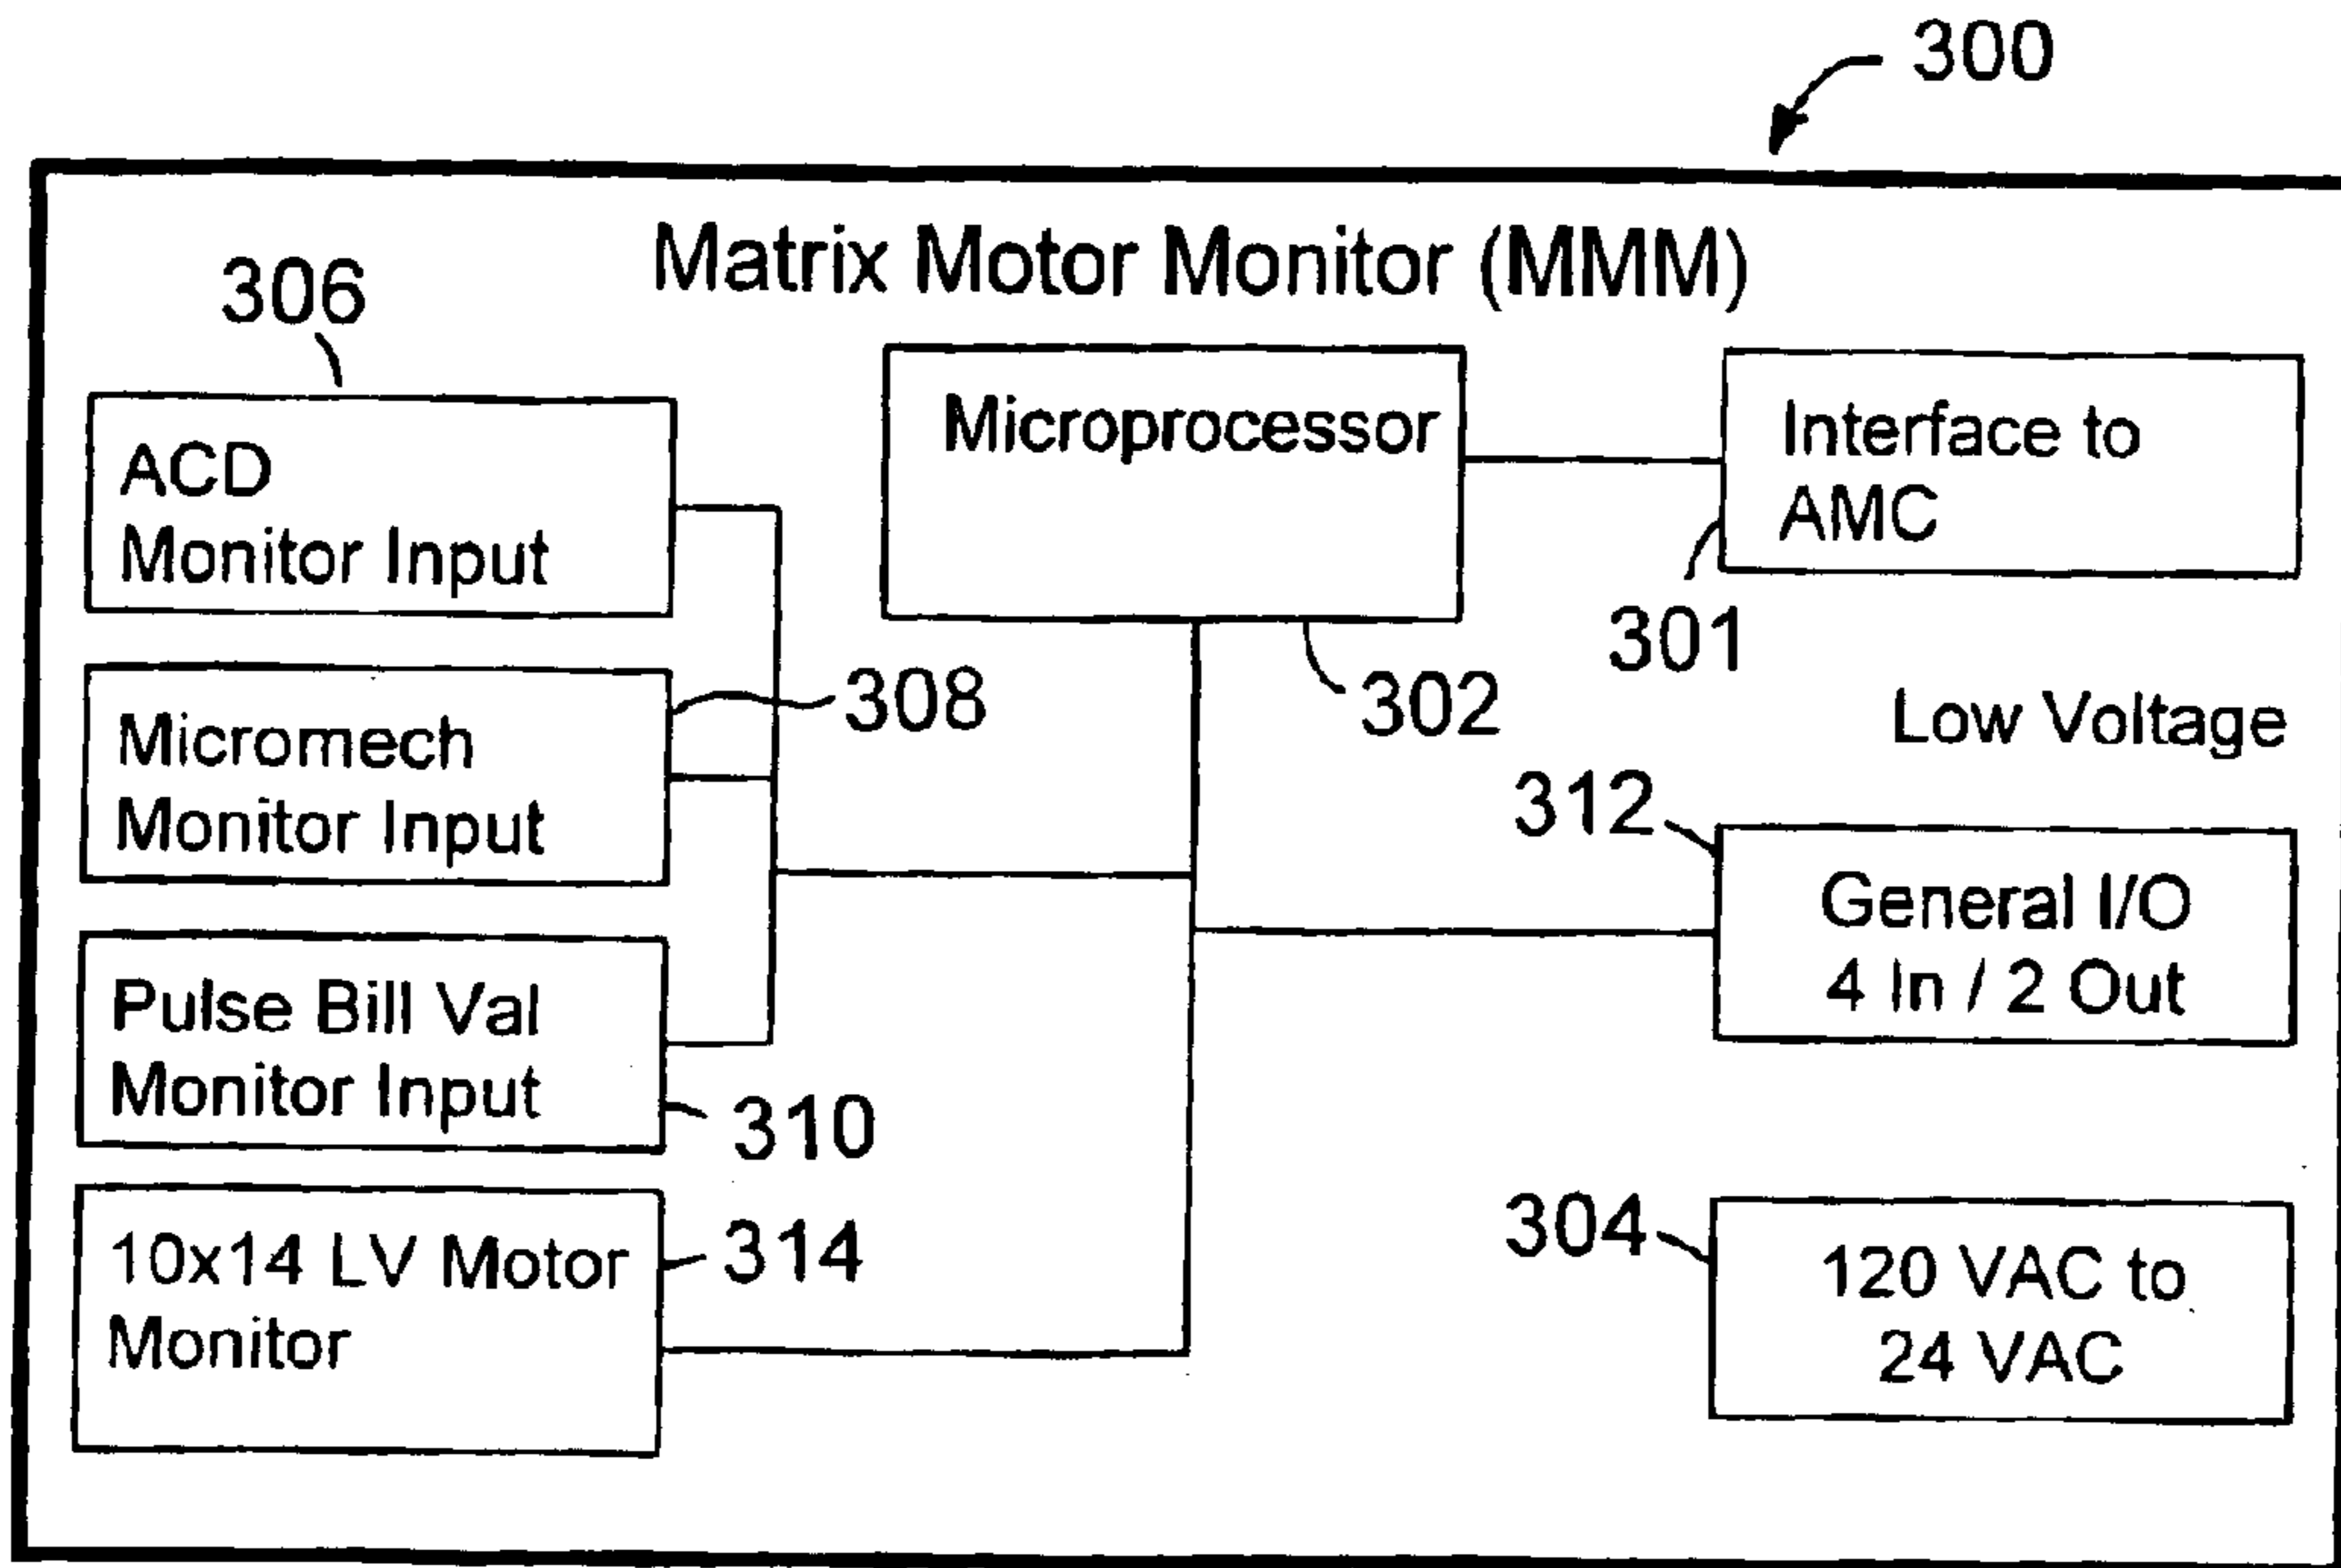 300
Matrix Motor Monitor (MMM)
306
ACD
Monitor Input
Microprocessor
Interface to
AMC
301
302
308
Low Voltage
Micromech
Monitor Input
312
General I/O
4 In / 2 Out
Pulse Bill Val
Monitor Input
310
10x14 LV Motor
Monitor
314
304
120 VAC to
24 VAC